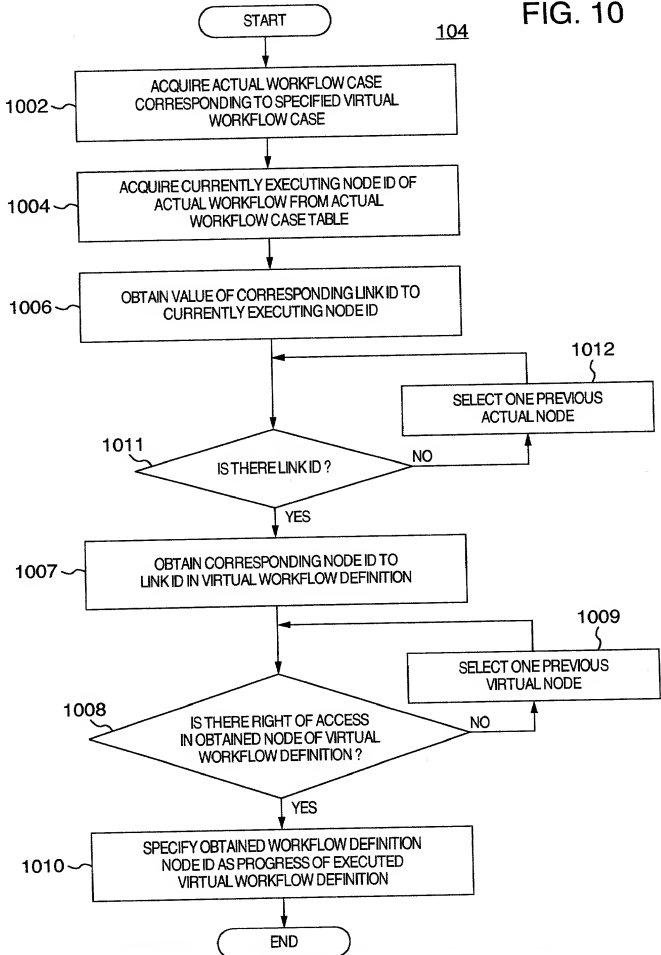 FIG. 10
START
104
1002
ACQUIRE ACTUAL WORKFLOW CASE
CORRESPONDING TO SPECIFIED VIRTUAL
WORKFLOW CASE
1004
ACQUIRE CURRENTLY EXECUTING NODE ID OF
ACTUAL WORKFLOW FROM ACTUAL
WORKFLOW CASE TABLE
1006
OBTAIN VALUE OF CORRESPONDING LINK ID TO
CURRENTLY EXECUTING NODE ID
1012
SELECT ONE PREVIOUS
ACTUAL NODE
1011
IS THERE LINK ID ?
NO
YES
1007
OBTAIN CORRESPONDING NODE ID TO
LINK ID IN VIRTUAL WORKFLOW DEFINITION
1009
SELECT ONE PREVIOUS
VIRTUAL NODE
1008
IS THERE RIGHT OF ACCESS
IN OBTAINED NODE OF VIRTUAL
WORKFLOW DEFINITION ?
NO
YES
1010
SPECIFY OBTAINED WORKFLOW DEFINITION
NODE ID AS PROGRESS OF EXECUTED
VIRTUAL WORKFLOW DEFINITION
END